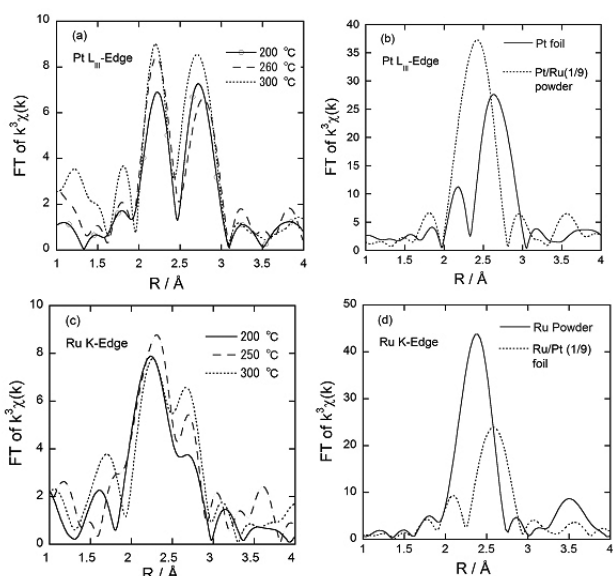 (a)
Pt L_III-Edge
200 °C
260 °C
300 °C
FT of k³χ(k)
10
8
6
4
2
0
1 1.5 2 2.5 3 3.5 4
R / Å
(b)
Pt L_III-Edge
Pt foil
Pt/Ru(1/9)
powder
FT of k³χ(k)
40
35
30
25
20
15
10
5
0
1 1.5 2 2.5 3 3.5 4
R / Å
(c)
Ru K-Edge
200 °C
250 °C
300 °C
FT of k³χ(k)
10
8
6
4
2
0
1 1.5 2 2.5 3 3.5 4
R / Å
(d)
Ru K-Edge
Ru Powder
Ru/Pt (1/9)
foil
FT of k³χ(k)
50
40
30
20
10
0
1 1.5 2 2.5 3 3.5 4
R / Å